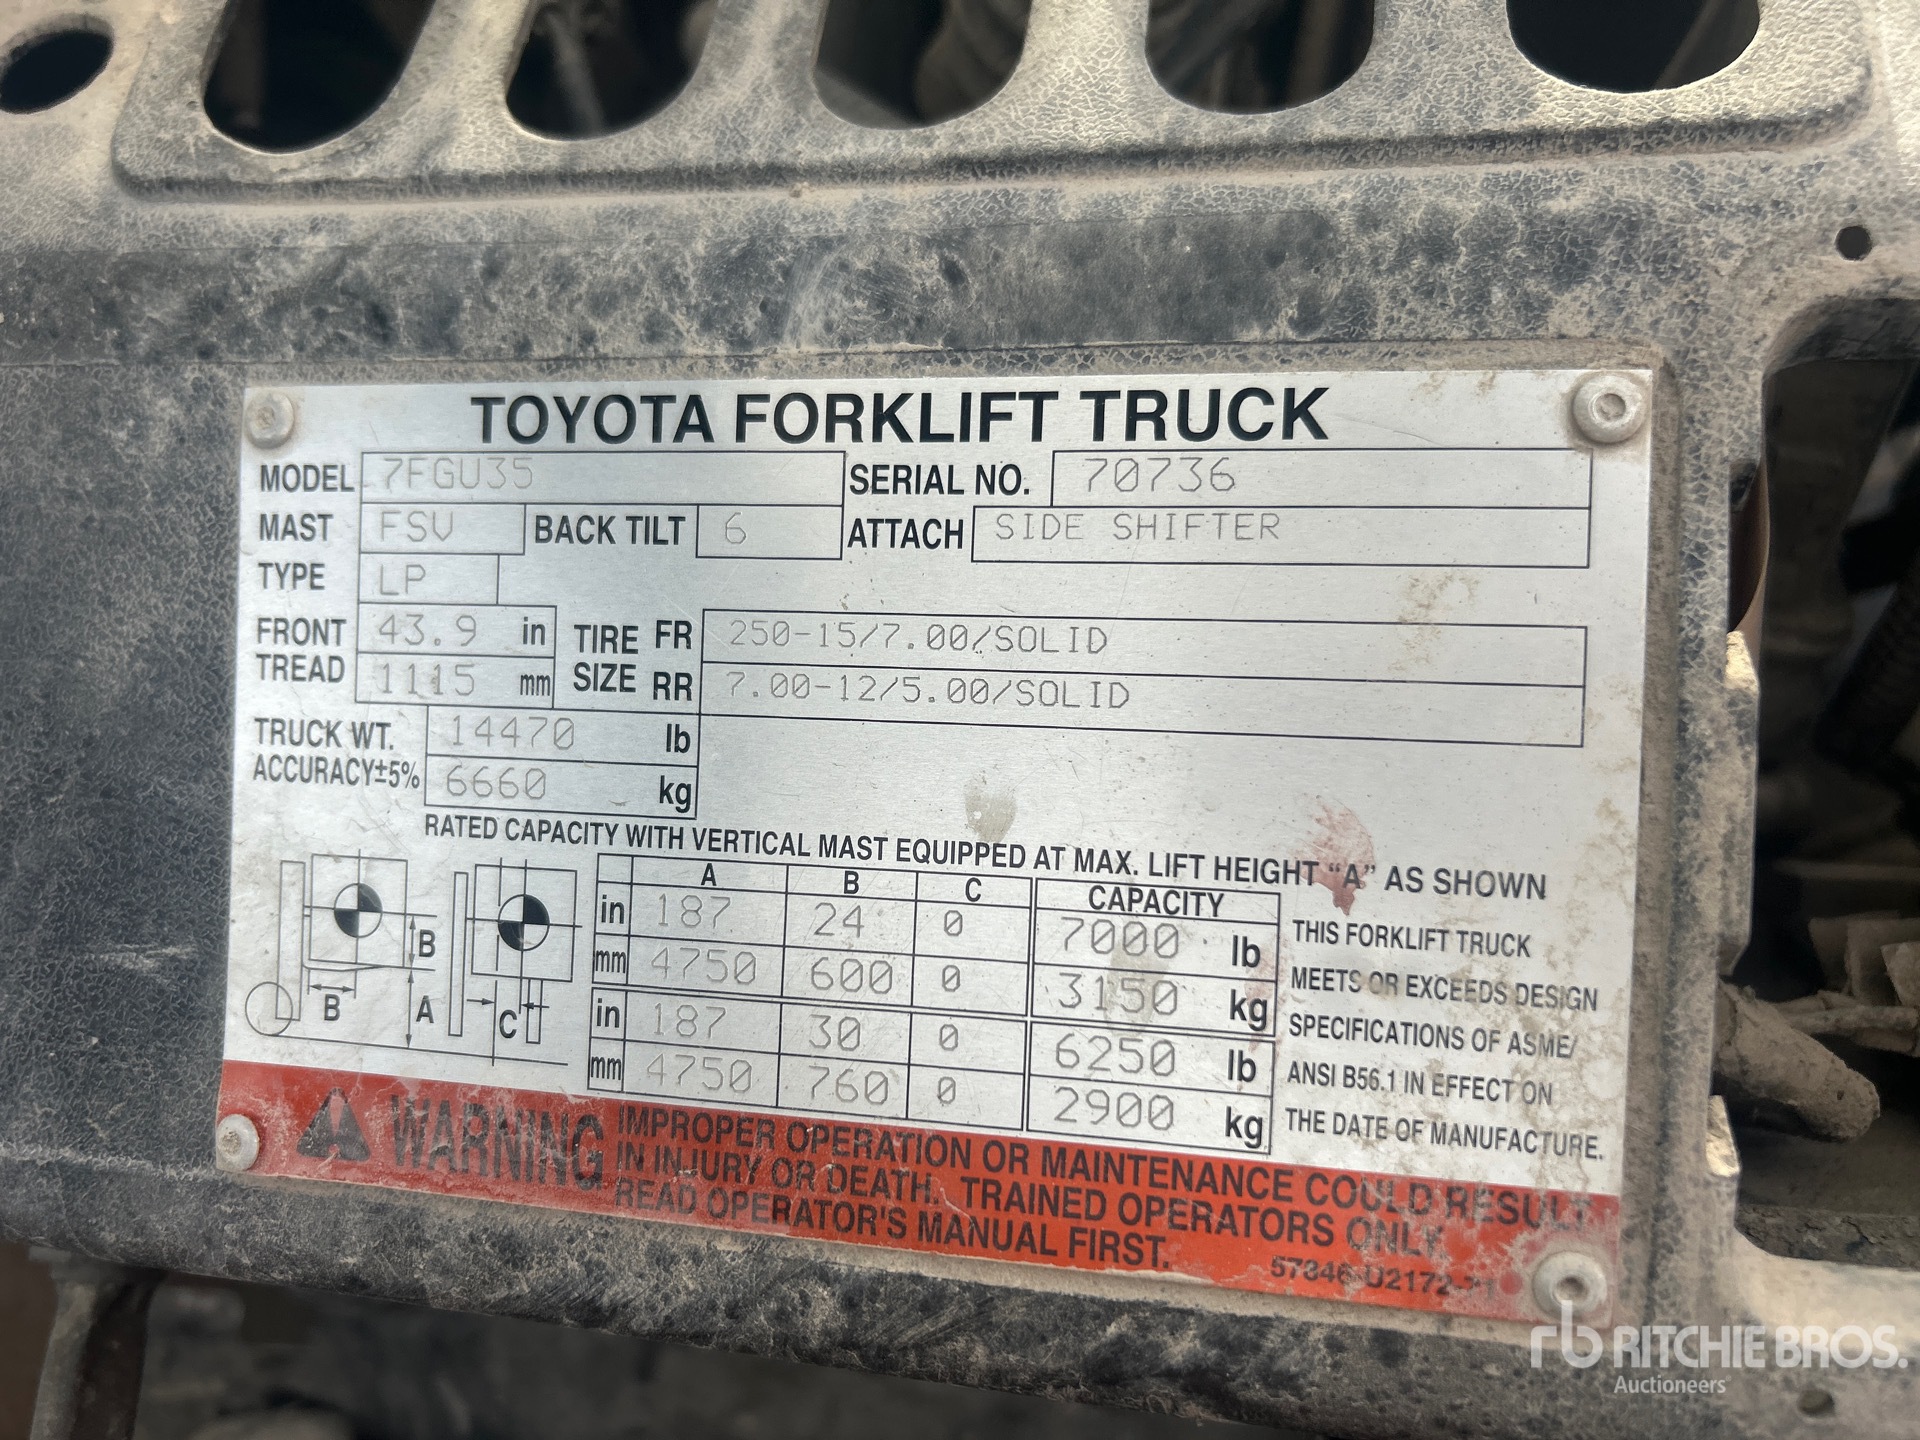 TOYOTA FORKLIFT TRUCK
MODEL 7FGU35 SERIAL NO. 70736
MAST FSV BACK TILT 6 ATTACH SIDE SHIFTER
TYPE LP
FRONT TREAD 43.9 in 1115 mm
TIRE SIZE FR 250-15/7.00/SOLID
RR 7.00-12/5.00/SOLID
TRUCK WT. 14470 lb
ACCURACY±5% 6660 kg
RATED CAPACITY WITH VERTICAL MAST EQUIPPED AT MAX. LIFT HEIGHT "A" AS SHOWN
A B C CAPACITY
in 187 24 0 7000 lb
mm 4750 600 0 3150 kg
in 187 30 0 6250 lb
mm 4750 760 0 2900 kg
B
B
A
C
THIS FORKLIFT TRUCK
MEETS OR EXCEEDS DESIGN
SPECIFICATIONS OF ASME/
ANSI B56.1 IN EFFECT ON
THE DATE OF MANUFACTURE.
WARNING
IMPROPER OPERATION OR MAINTENANCE COULD RESULT
IN INJURY OR DEATH. TRAINED OPERATORS ONLY.
READ OPERATOR'S MANUAL FIRST.
57346-U2172-71
rb RITCHIE BROS.
Auctioneers